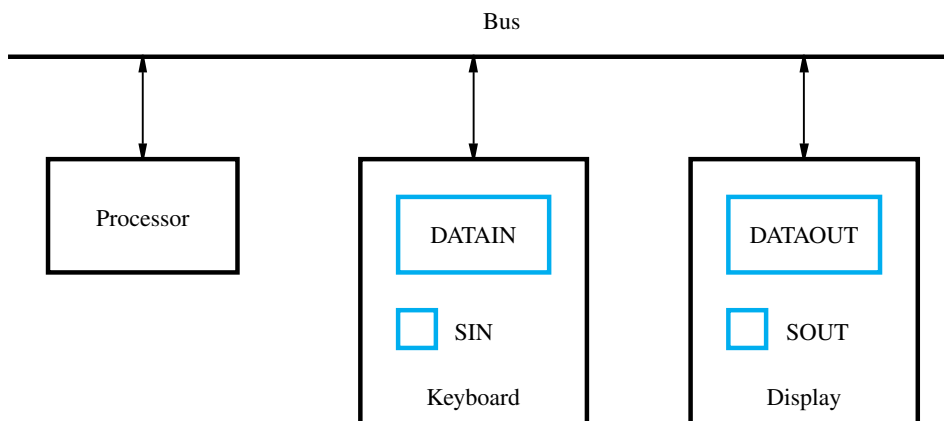 Bus
Processor
DATAIN
DATAOUT
SIN
SOUT
Keyboard
Display